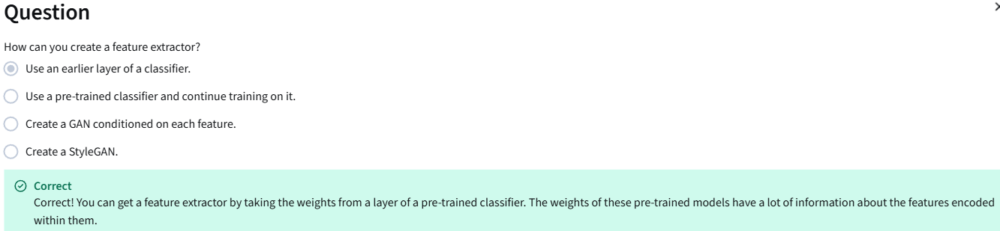 Question
How can you create a feature extractor?
Use an earlier layer of a classifier.
Use a pre-trained classifier and continue training on it.
Create a GAN conditioned on each feature.
Create a StyleGAN.
Correct
Correct! You can get a feature extractor by taking the weights from a layer of a pre-trained classifier. The weights of these pre-trained models have a lot of information about the features encoded
within them.